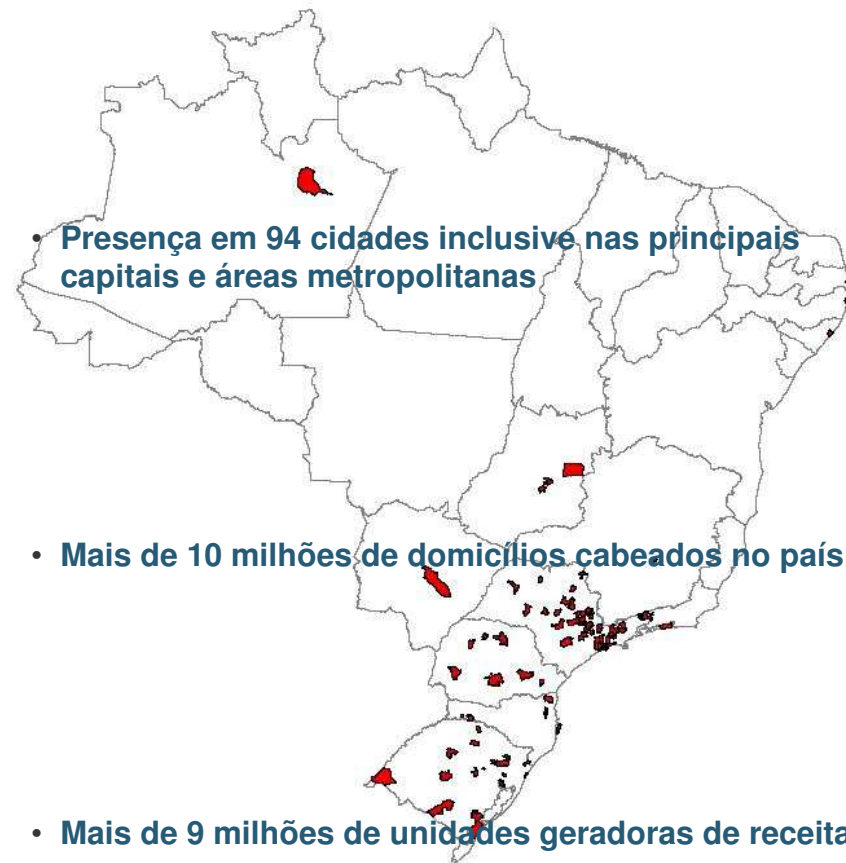 • Presença em 94 cidades inclusive nas principais
capitais e áreas metropolitanas
• Mais de 10 milhões de domicílios cabeados no país
• Mais de 9 milhões de unidades geradoras de receita